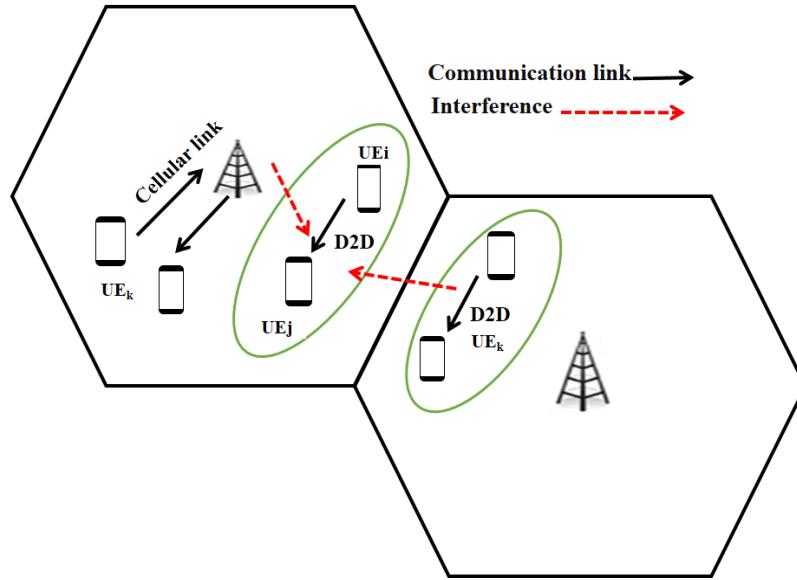 Communication link
Interference
Cellular link
UEi
D2D
UEk
UEj
D2D
UEk